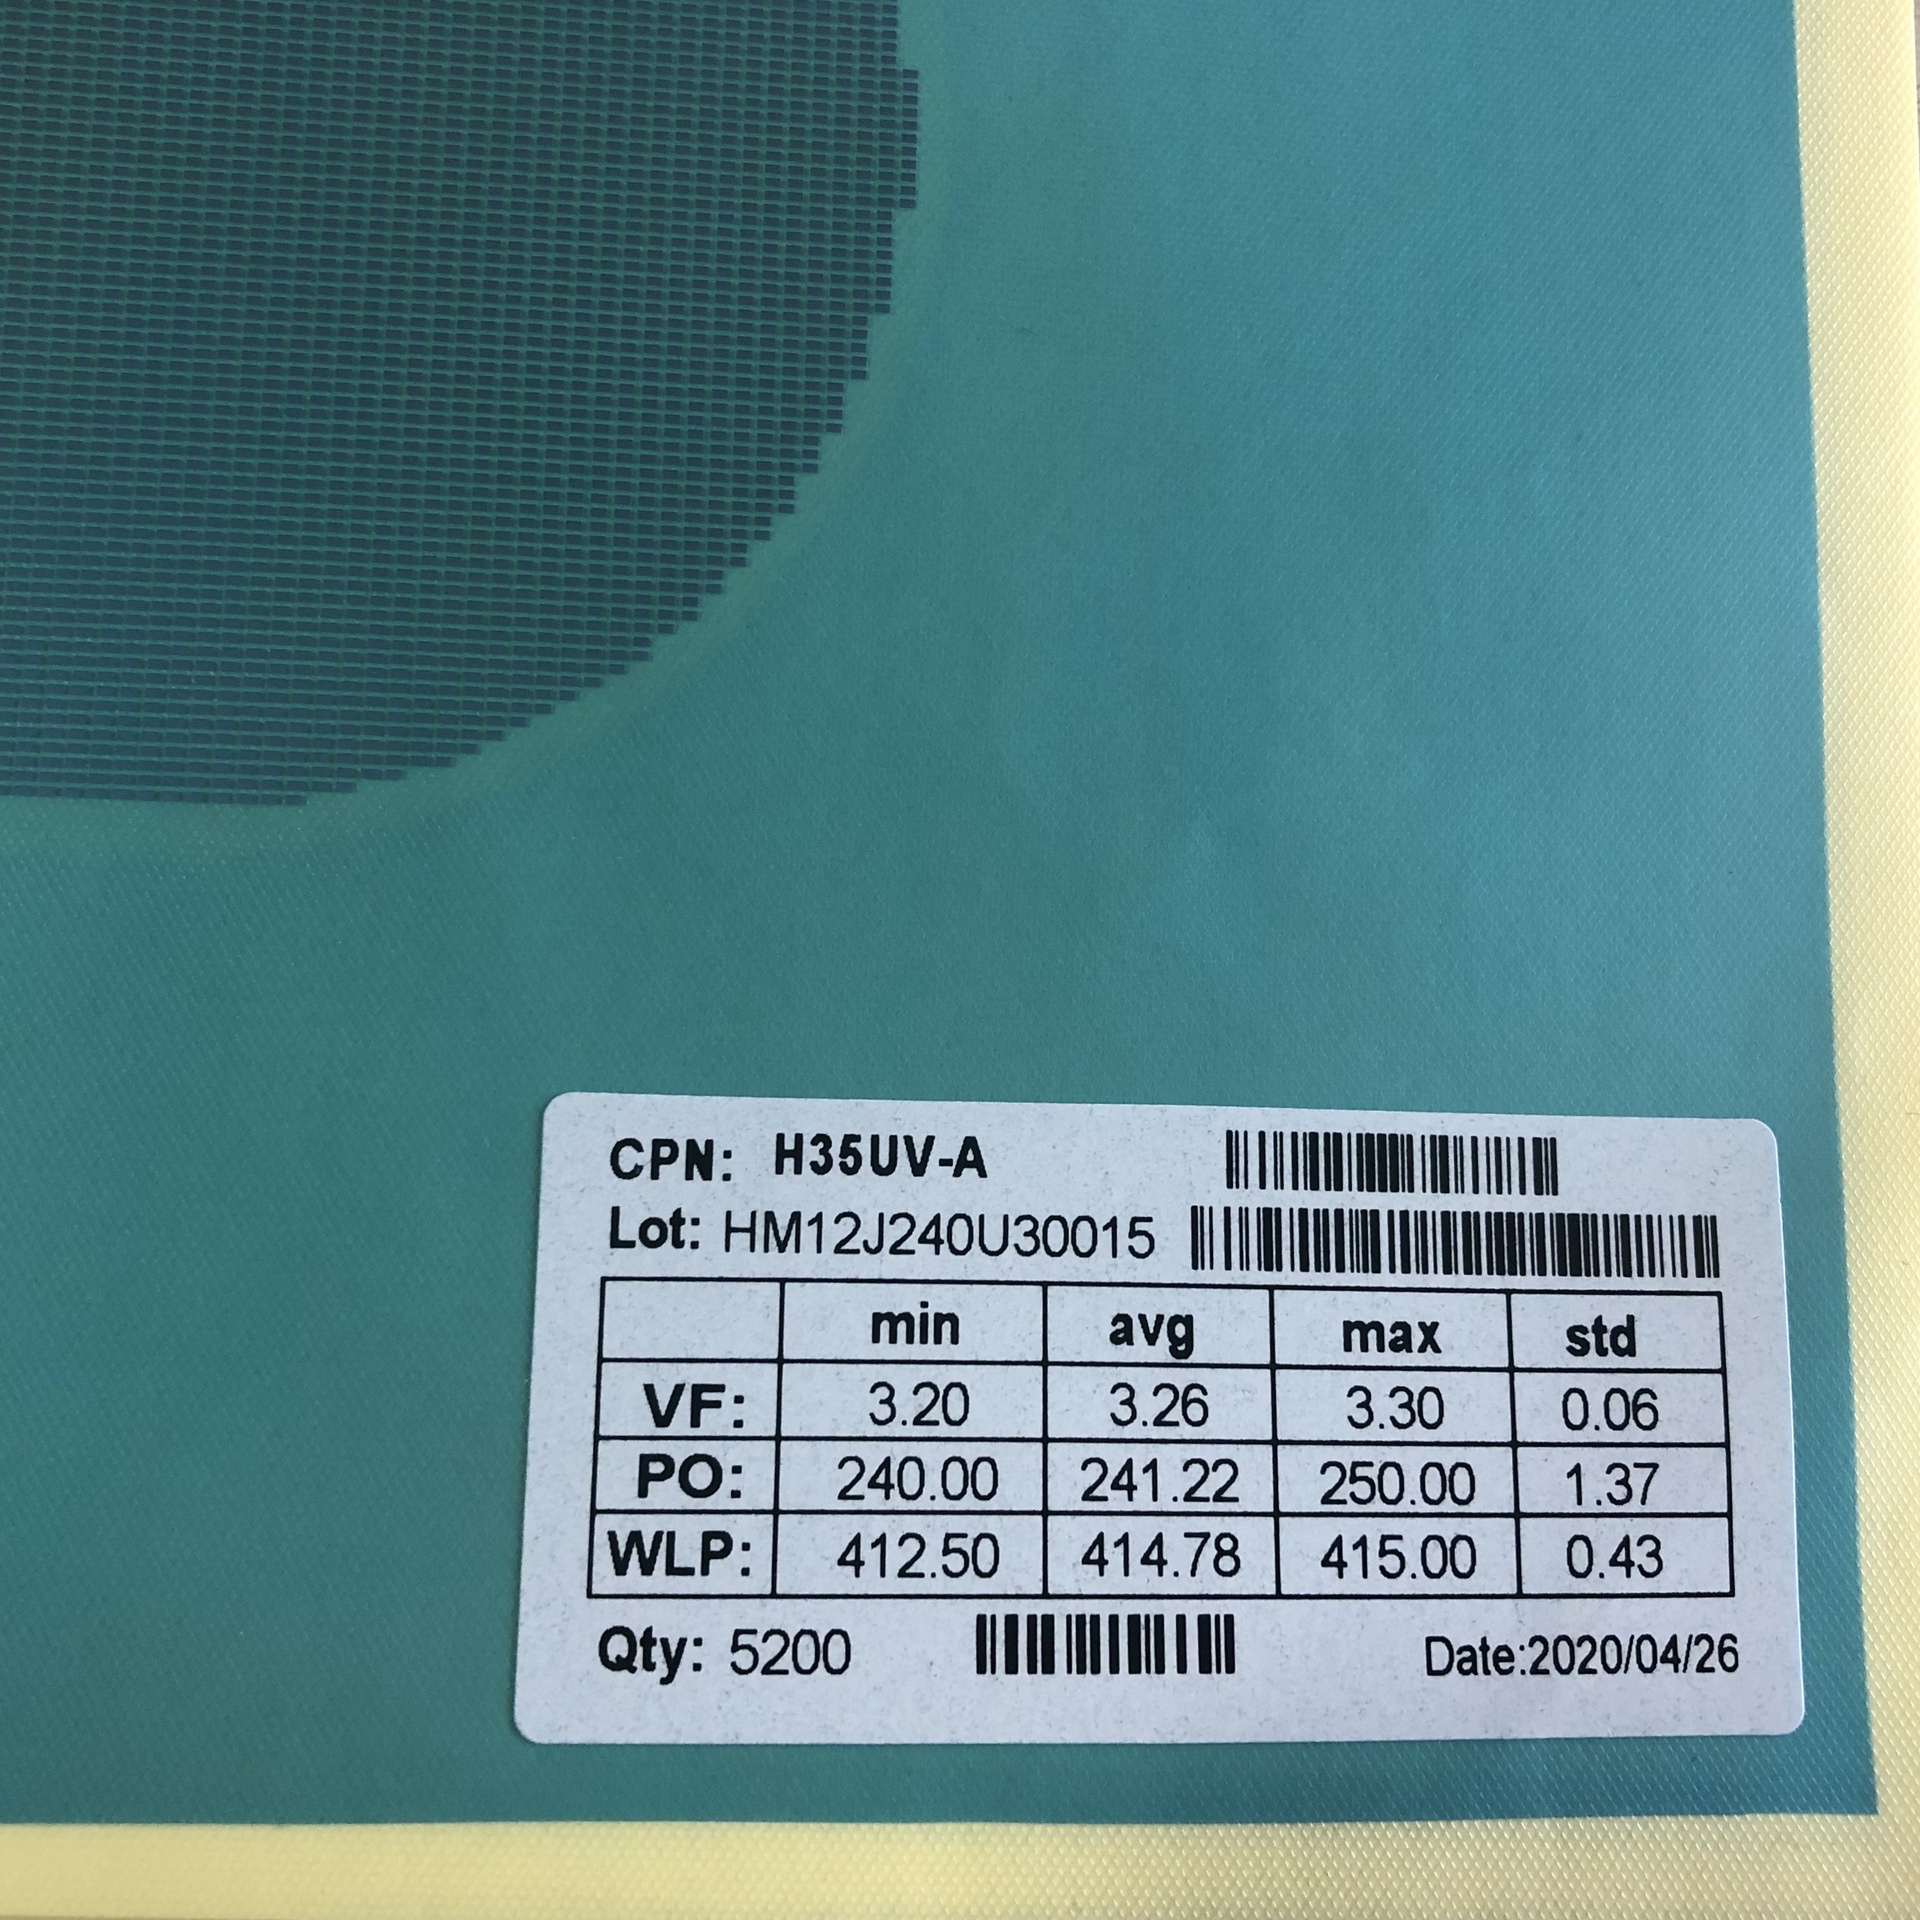 CPN: H35UV-A
Lot: HM12J240U30015
min avg max std
VF: 3.20 3.26 3.30 0.06
PO: 240.00 241.22 250.00 1.37
WLP: 412.50 414.78 415.00 0.43
Qty: 5200 Date:2020/04/26